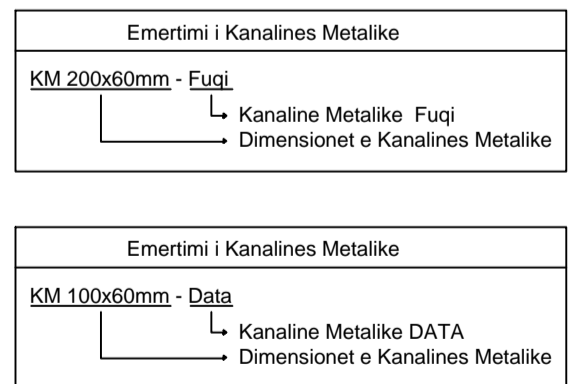 Emertimi i Kanalines Metalike
KM 200x60mm - Fuqi
Kanaline Metalike Fuqi
Dimensionet e Kanalines Metalike
Emertimi i Kanalines Metalike
KM 100x60mm - Data
Kanaline Metalike DATA
Dimensionet e Kanalines Metalike